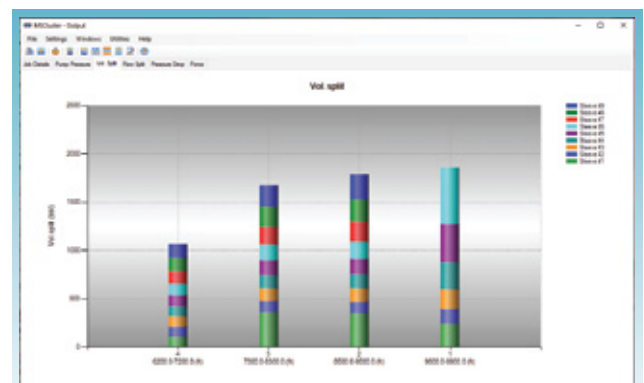 MSCluster - Output
File Settings Windows Utilities Help
Job Details Pump Pressure Vol. Split Flow Split Pressure Drop Force
Vol. split
2500
2000
1500
1000
500
0
Vol. split (bbl)
4 3 2 1
Sleeve #9
Sleeve #8
Sleeve #7
Sleeve #6
Sleeve #5
Sleeve #4
Sleeve #3
Sleeve #2
Sleeve #1